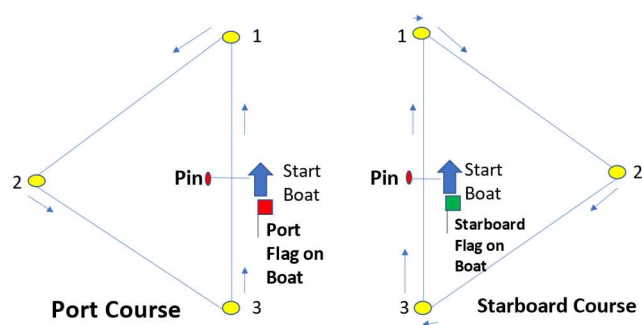 1
2
Pin
Start
Boat
Port
Flag on
Boat
3
Port Course
1
2
Pin
Start
Boat
Starboard
Flag on
Boat
3
Starboard Course